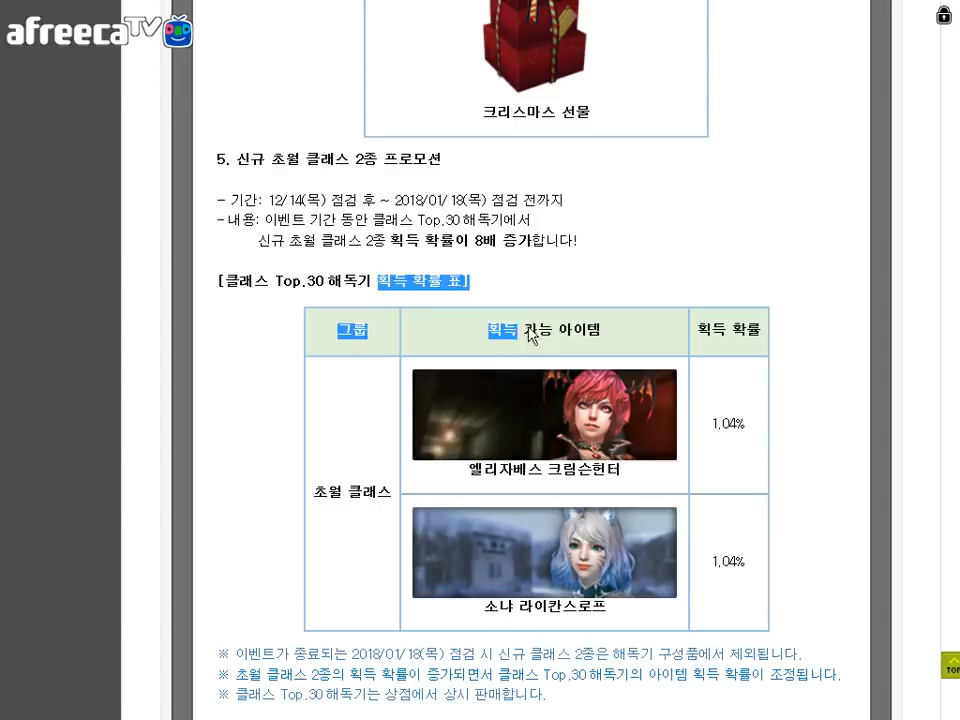 afreecaTV
크리스마스 선물
5. 신규 초월 클래스 2종 프로모션
- 기간: 12/14(목) 점검 후 ~ 2018/01/18(목) 점검 전까지
- 내용: 이벤트 기간 동안 클래스 Top.30 해독기에서
신규 초월 클래스 2종 획득 확률이 8배 증가합니다!
[클래스 Top.30 해독기 획득 확률 표]
그룹 획득 가능 아이템 획득 확률
1.04%
엘리자베스 크림슨헌터
초월 클래스
1.04%
소냐 라이칸스로프
※ 이벤트가 종료되는 2018/01/18(목) 점검 시 신규 클래스 2종은 해독기 구성품에서 제외됩니다.
※ 초월 클래스 2종의 획득 확률이 증가되면서 클래스 Top.30 해독기의 아이템 획득 확률이 조정됩니다.
※ 클래스 Top.30 해독기는 상점에서 상시 판매합니다.
TOP